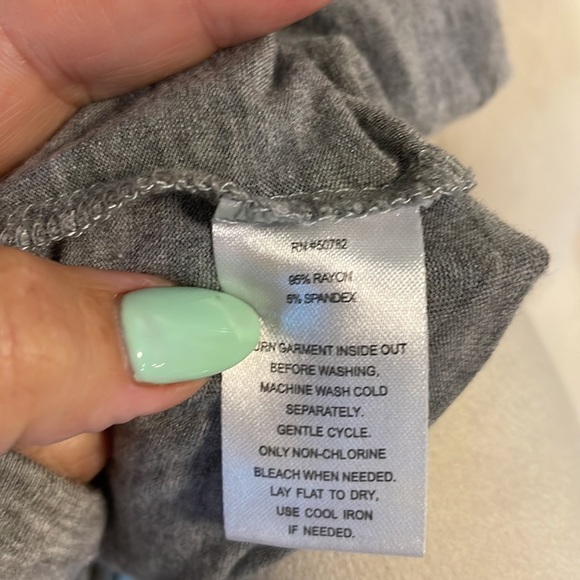 RN #50782
95% RAYON
5% SPANDEX
URN GARMENT INSIDE OUT
BEFORE WASHING,
MACHINE WASH COLD
SEPARATELY.
GENTLE CYCLE.
ONLY NON-CHLORINE
BLEACH WHEN NEEDED.
LAY FLAT TO DRY,
USE COOL IRON
IF NEEDED.